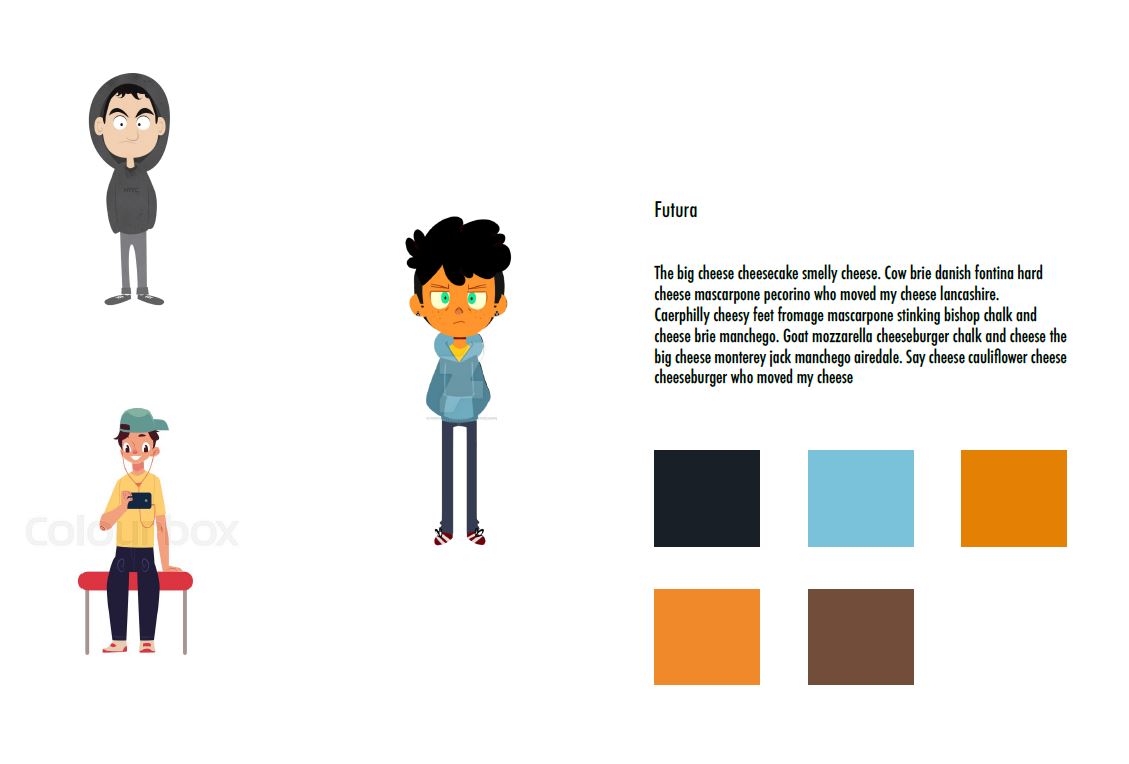 Futura
The big cheese cheesecake smelly cheese. Cow brie danish fontina hard
cheese mascarpone pecorino who moved my cheese lancashire.
Caerphilly cheesy feet fromage mascarpone stinking bishop chalk and
cheese brie manchego. Goat mozzarella cheeseburger chalk and cheese the
big cheese monterey jack manchego airedale. Say cheese cauliflower cheese
cheeseburger who moved my cheese
Colourbox